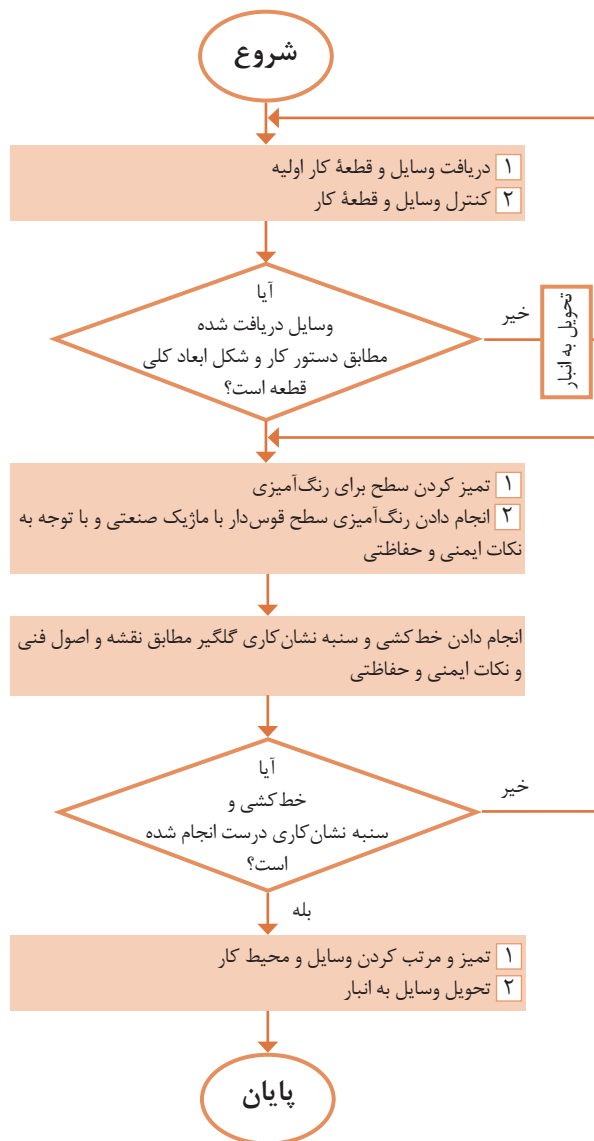 شروع
۱ دریافت وسایل و قطعهٔ کار اولیه
۲ کنترل وسایل و قطعهٔ کار
آیا
وسایل دریافت شده
مطابق دستور کار و شکل ابعاد کلی
قطعه است؟
خیر
تحویل به انبار
۱ تمیز کردن سطح برای رنگ‌آمیزی
۲ انجام دادن رنگ‌آمیزی سطح قوس‌دار با ماژیک صنعتی و با توجه به
نکات ایمنی و حفاظتی
انجام دادن خط‌کشی و سنبه نشان‌کاری گلگیر مطابق نقشه و اصول فنی
و نکات ایمنی و حفاظتی
آیا
خط‌کشی و
سنبه نشان‌کاری درست انجام شده
است؟
خیر
بله
۱ تمیز و مرتب کردن وسایل و محیط کار
۲ تحویل وسایل به انبار
پایان